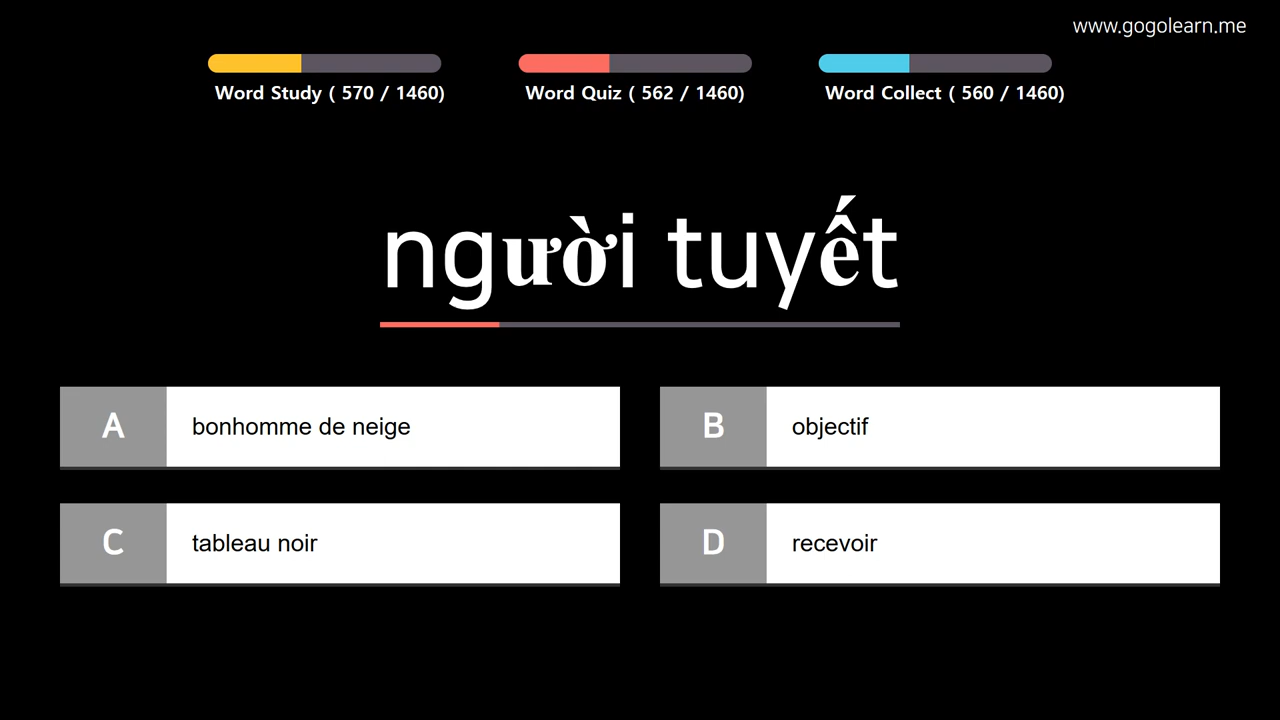 www.gogolearn.me
Word Study ( 570 / 1460)
Word Quiz ( 562 / 1460)
Word Collect ( 560 / 1460)
người tuyết
A bonhomme de neige
B objectif
C tableau noir
D recevoir